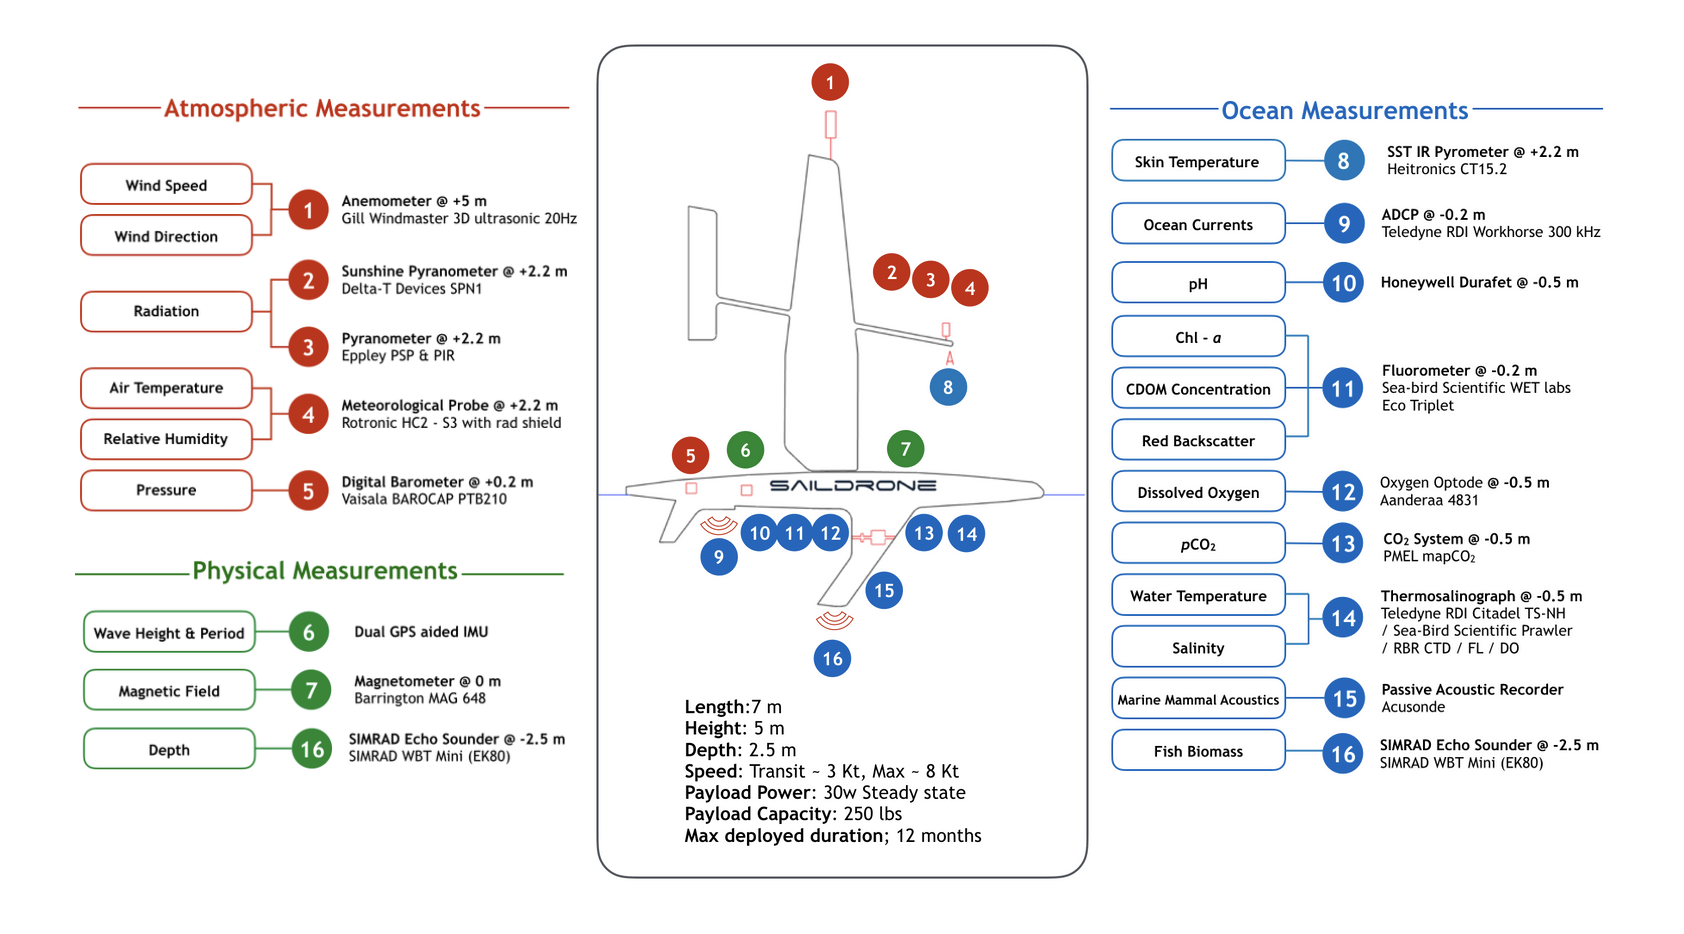 Atmospheric Measurements
Wind Speed
Wind Direction
1
Anemometer @ +5 m
Gill Windmaster 3D ultrasonic 20Hz
Radiation
2
Sunshine Pyranometer @ +2.2 m
Delta-T Devices SPN1
3
Pyranometer @ +2.2 m
Eppley PSP & PIR
Air Temperature
Relative Humidity
4
Meteorological Probe @ +2.2 m
Rotronic HC2 - S3 with rad shield
Pressure
5
Digital Barometer @ +0.2 m
Vaisala BAROCAP PTB210
Physical Measurements
Wave Height & Period
6
Dual GPS aided IMU
Magnetic Field
7
Magnetometer @ 0 m
Barrington MAG 648
Depth
16
SIMRAD Echo Sounder @ -2.5 m
SIMRAD WBT Mini (EK80)
1
2 3 4
8
5 6 7
SAILDRONE
9 10 11 12 13 14
15
16
Length:7 m
Height: 5 m
Depth: 2.5 m
Speed: Transit ~ 3 Kt, Max ~ 8 Kt
Payload Power: 30w Steady state
Payload Capacity: 250 lbs
Max deployed duration; 12 months
Ocean Measurements
Skin Temperature
8
SST IR Pyrometer @ +2.2 m
Heitronics CT15.2
Ocean Currents
9
ADCP @ -0.2 m
Teledyne RDI Workhorse 300 kHz
pH
10
Honeywell Durafet @ -0.5 m
Chl - a
CDOM Concentration
Red Backscatter
11
Fluorometer @ -0.2 m
Sea-bird Scientific WET labs
Eco Triplet
Dissolved Oxygen
12
Oxygen Optode @ -0.5 m
Aanderaa 4831
pCO₂
13
CO₂ System @ -0.5 m
PMEL mapCO₂
Water Temperature
Salinity
14
Thermosalinograph @ -0.5 m
Teledyne RDI Citadel TS-NH
/ Sea-Bird Scientific Prawler
/ RBR CTD / FL / DO
Marine Mammal Acoustics
15
Passive Acoustic Recorder
Acusonde
Fish Biomass
16
SIMRAD Echo Sounder @ -2.5 m
SIMRAD WBT Mini (EK80)